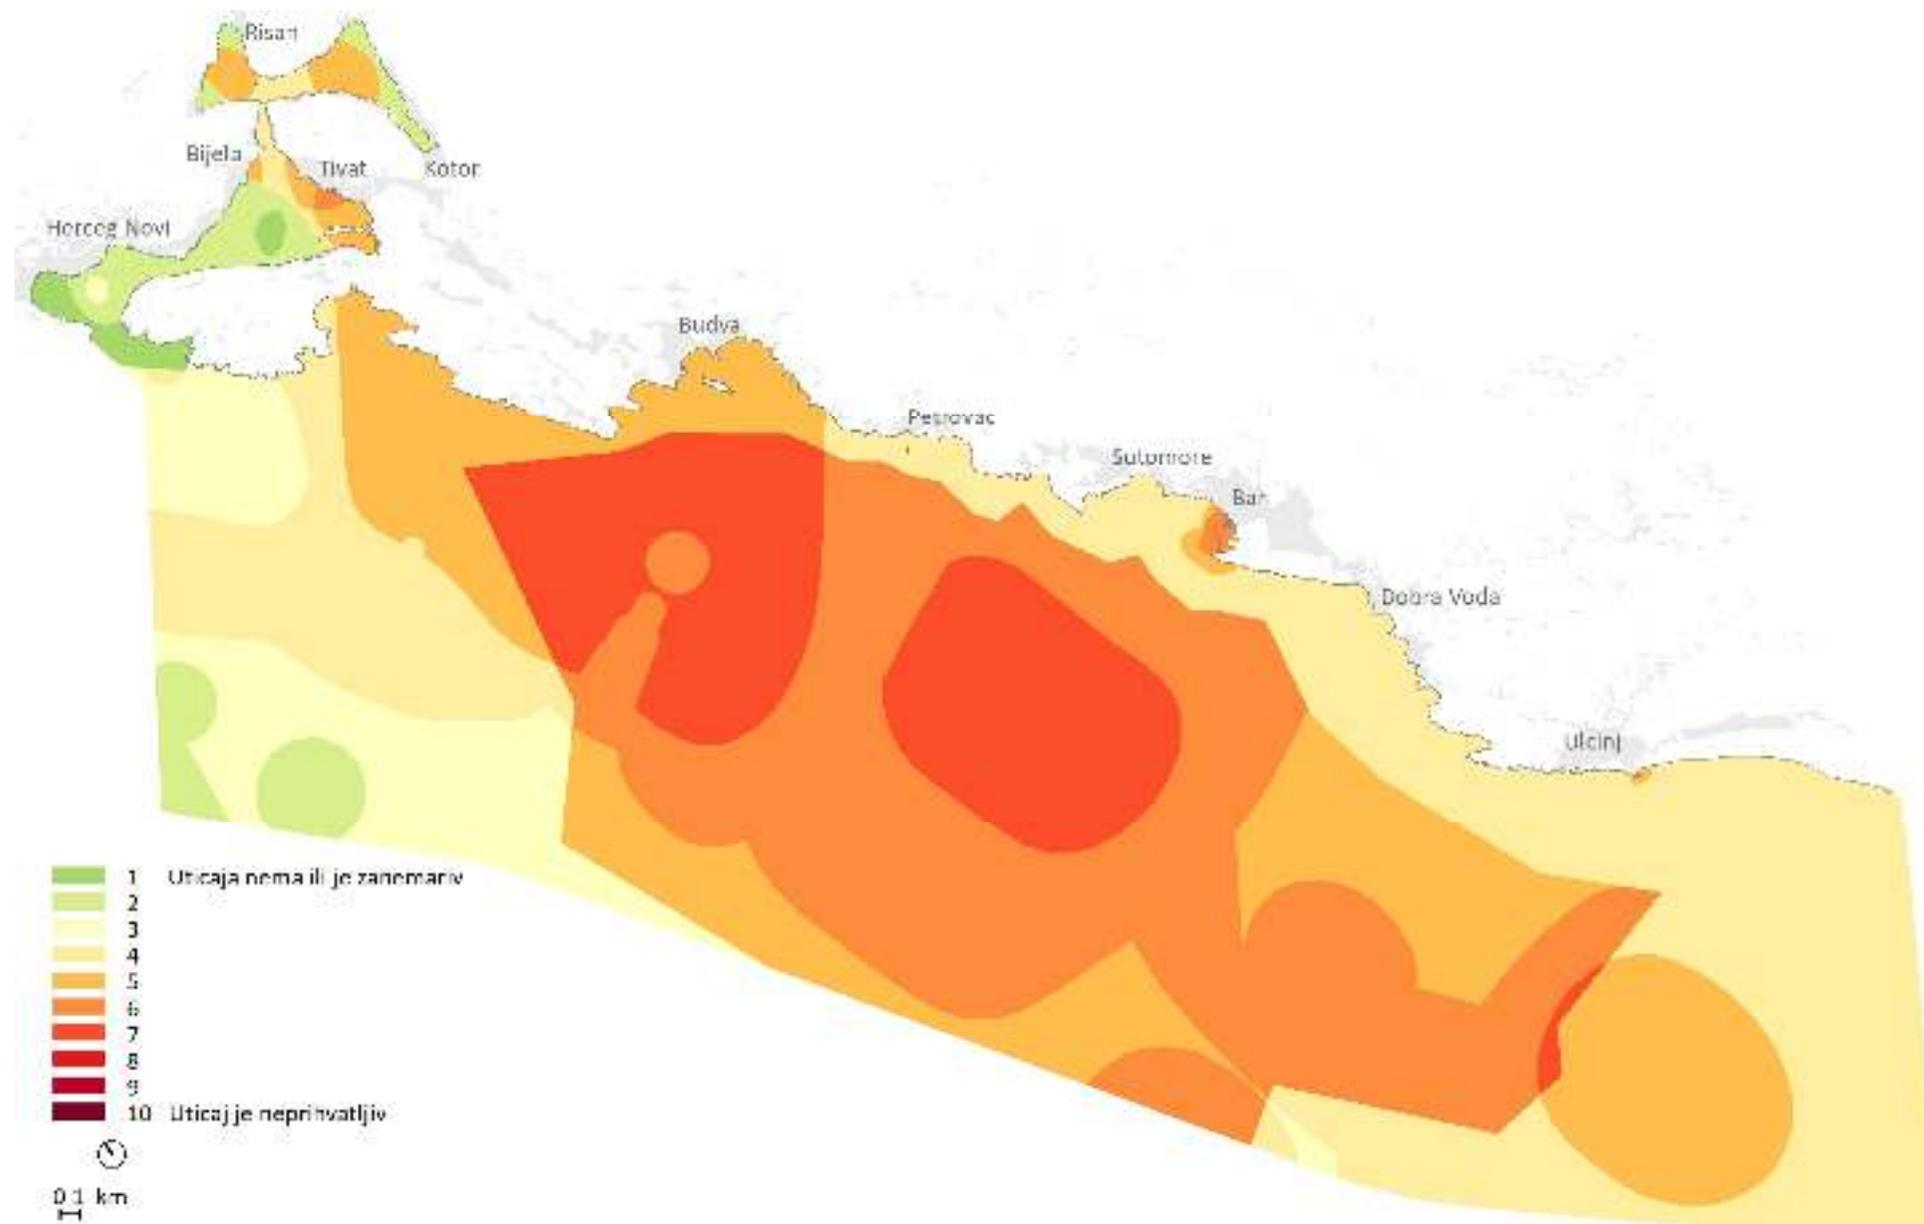 Risan
Bijela
Tivat
Kotor
Herceg Novi
Budva
Petrovac
Sutomore
Bar
Dobra Voda
Ulcinj
1 Uticaja nema ili je zanemariv
2
3
4
5
6
7
8
9
10 Uticaj je neprihvatljiv
0 1 km